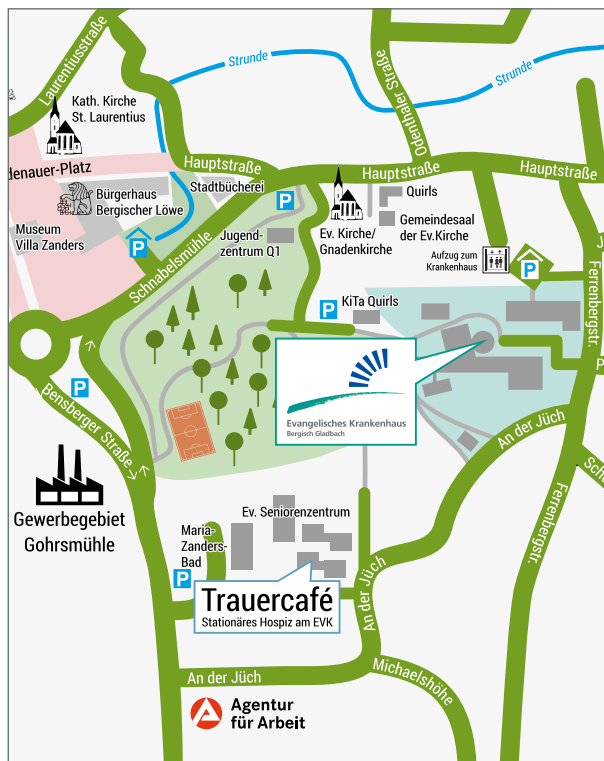 Laurentiusstraße
Strunde
Strunde
Odenthaler Straße
Kath. Kirche
St. Laurentius
denauer-Platz
Hauptstraße
Hauptstraße
Hauptstraße
Stadtbücherei
Bürgerhaus
Bergischer Löwe
Quirls
Gemeindesaal
der Ev.Kirche
Ev. Kirche/
Gnadenkirche
Museum
Villa Zanders
P
P
Jugend-
zentrum Q1
Aufzug zum
Krankenhaus
P
Schnabelsmühle
Ferrenbergstr.
P
KiTa Quirls
Evangelisches Krankenhaus
Bergisch Gladbach
P
P
Bensberger Straße
An der Jüch
Sch
Gewerbegebiet
Gohrsmühle
Ev. Seniorenzentrum
Maria-
Zanders-
Bad
Ferrenbergstr.
P
Trauercafé
Stationäres Hospiz am EVK
An der Jüch
An der Jüch
Michaelshöhe
Agentur
für Arbeit